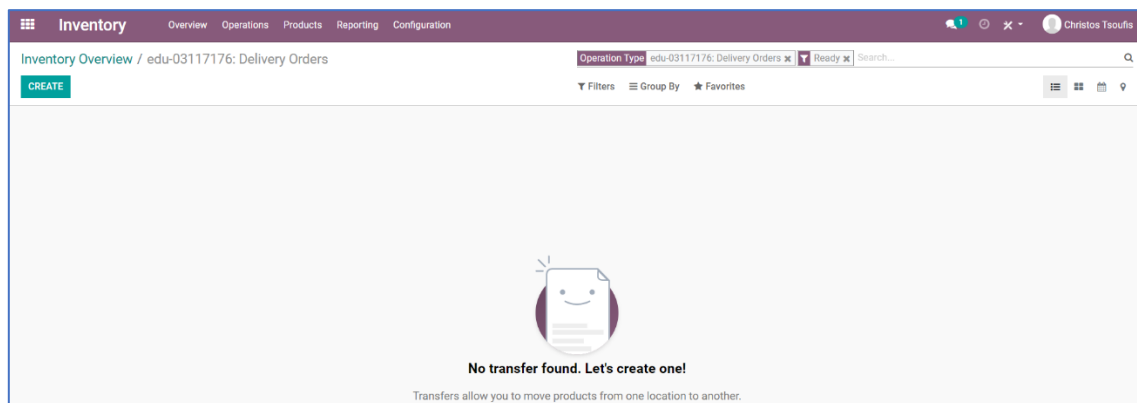 Inventory Overview Operations Products Reporting Configuration 1 Christos Tsoufis
Inventory Overview / edu-03117176: Delivery Orders Operation Type edu-03117176: Delivery Orders x Ready x Search...
CREATE Filters Group By Favorites
No transfer found. Let's create one!
Transfers allow you to move products from one location to another.